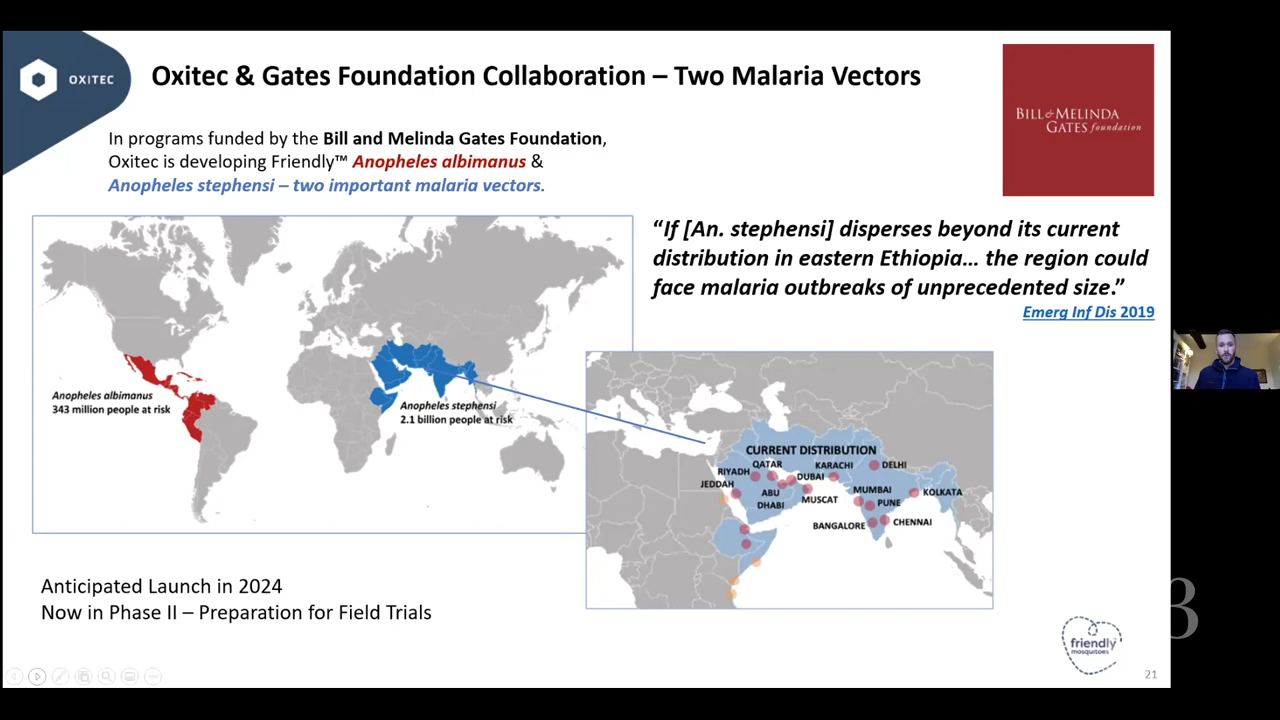 OXITEC
Oxitec & Gates Foundation Collaboration – Two Malaria Vectors
BILL & MELINDA
GATES foundation
In programs funded by the Bill and Melinda Gates Foundation,
Oxitec is developing Friendly™ Anopheles albimanus &
Anopheles stephensi – two important malaria vectors.
“If [An. stephensi] disperses beyond its current
distribution in eastern Ethiopia… the region could
face malaria outbreaks of unprecedented size.”
Emerg Inf Dis 2019
Anopheles albimanus
343 million people at risk
Anopheles stephensi
2.1 billion people at risk
CURRENT DISTRIBUTION
QATAR
KARACHI
DELHI
RIYADH
DUBAI
JEDDAH
ABU
DHABI
MUSCAT
MUMBAI
KOLKATA
PUNE
BANGALORE
CHENNAI
Anticipated Launch in 2024
Now in Phase II – Preparation for Field Trials
3
friendly
mosquitoes
21